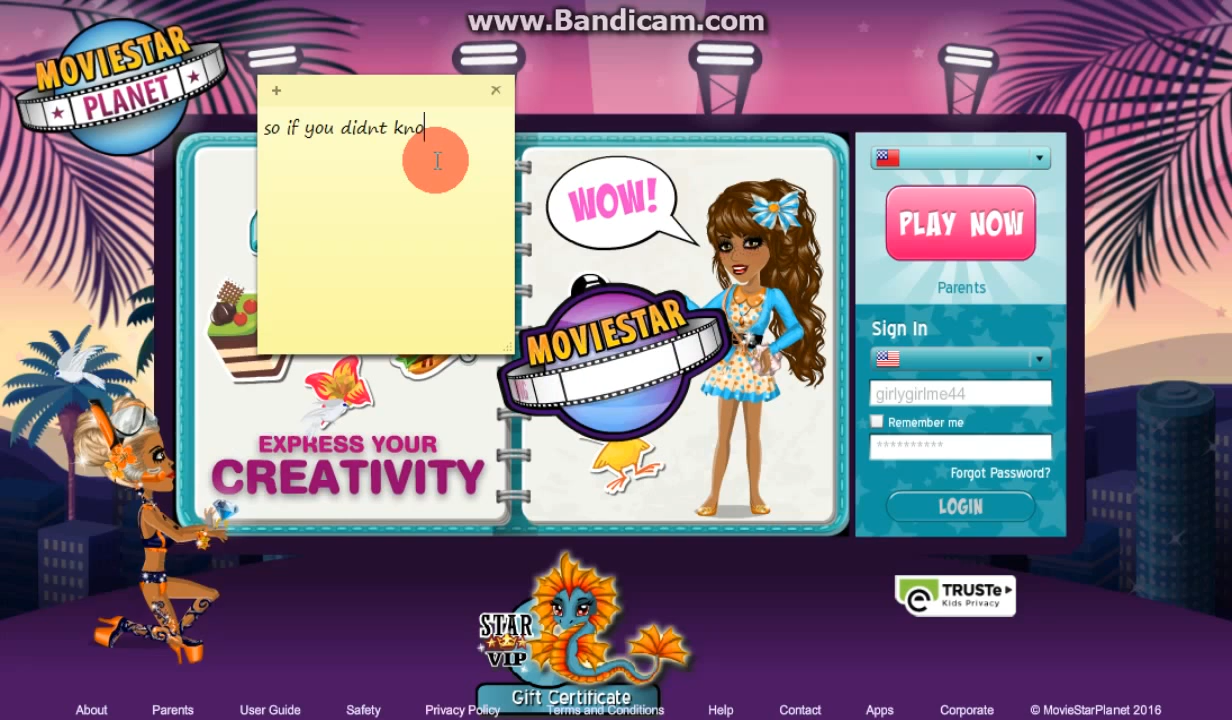 www.Bandicam.com
MOVIESTAR
PLANET
so if you didnt kno
WOW!
MOVIESTAR
EXPRESS YOUR
CREATIVITY
PLAY NOW
Parents
Sign In
girlygirlme44
Remember me
**********
Forgot Password?
LOGIN
TRUSTe
Kids Privacy
STAR
VIP
Gift Certificate
About
Parents
User Guide
Safety
Privacy Policy
Terms and Conditions
Help
Contact
Apps
Corporate
© MovieStarPlanet 2016